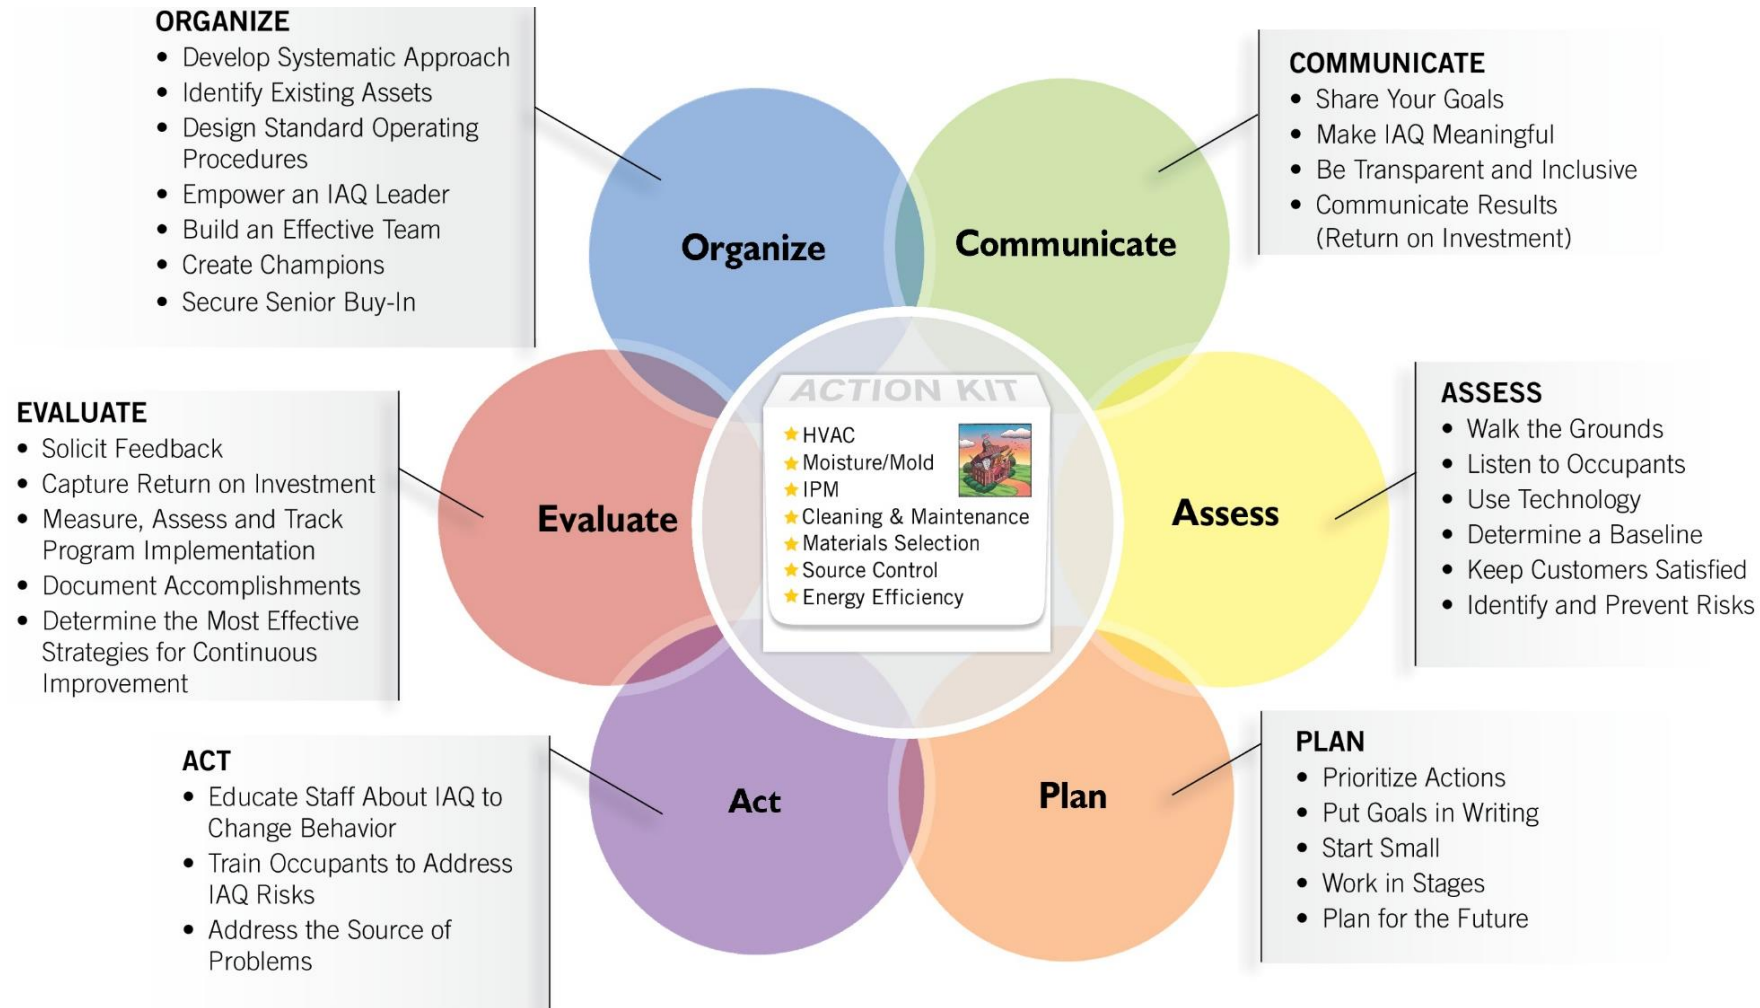 ORGANIZE
• Develop Systematic Approach
• Identify Existing Assets
• Design Standard Operating
Procedures
• Empower an IAQ Leader
• Build an Effective Team
• Create Champions
• Secure Senior Buy-In
COMMUNICATE
• Share Your Goals
• Make IAQ Meaningful
• Be Transparent and Inclusive
• Communicate Results
(Return on Investment)
Organize
Communicate
EVALUATE
• Solicit Feedback
• Capture Return on Investment
• Measure, Assess and Track
Program Implementation
• Document Accomplishments
• Determine the Most Effective
Strategies for Continuous
Improvement
Evaluate
ACTION KIT
HVAC
Moisture/Mold
IPM
Cleaning & Maintenance
Materials Selection
Source Control
Energy Efficiency
Assess
ASSESS
• Walk the Grounds
• Listen to Occupants
• Use Technology
• Determine a Baseline
• Keep Customers Satisfied
• Identify and Prevent Risks
ACT
• Educate Staff About IAQ to
Change Behavior
• Train Occupants to Address
IAQ Risks
• Address the Source of
Problems
Act
Plan
PLAN
• Prioritize Actions
• Put Goals in Writing
• Start Small
• Work in Stages
• Plan for the Future